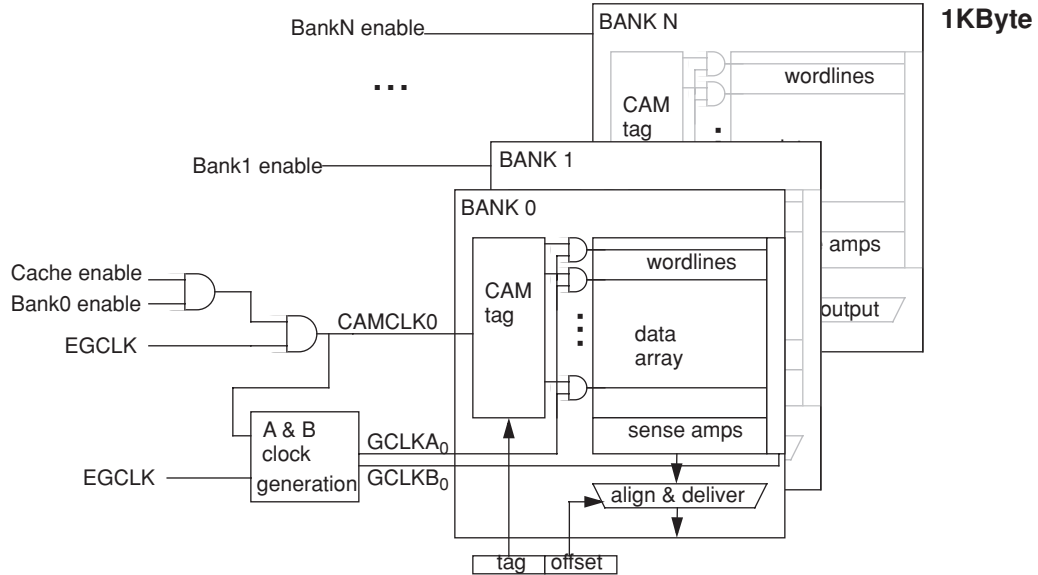 BankN enable
BANK N
1KByte
wordlines
CAM
tag
...
Bank1 enable
BANK 1
BANK 0
amps
Cache enable
Bank0 enable
EGCLK
CAMCLK0
CAM
tag
wordlines
data
array
output
sense amps
A & B
clock
generation
GCLKA0
GCLKB0
EGCLK
align & deliver
tag
offset